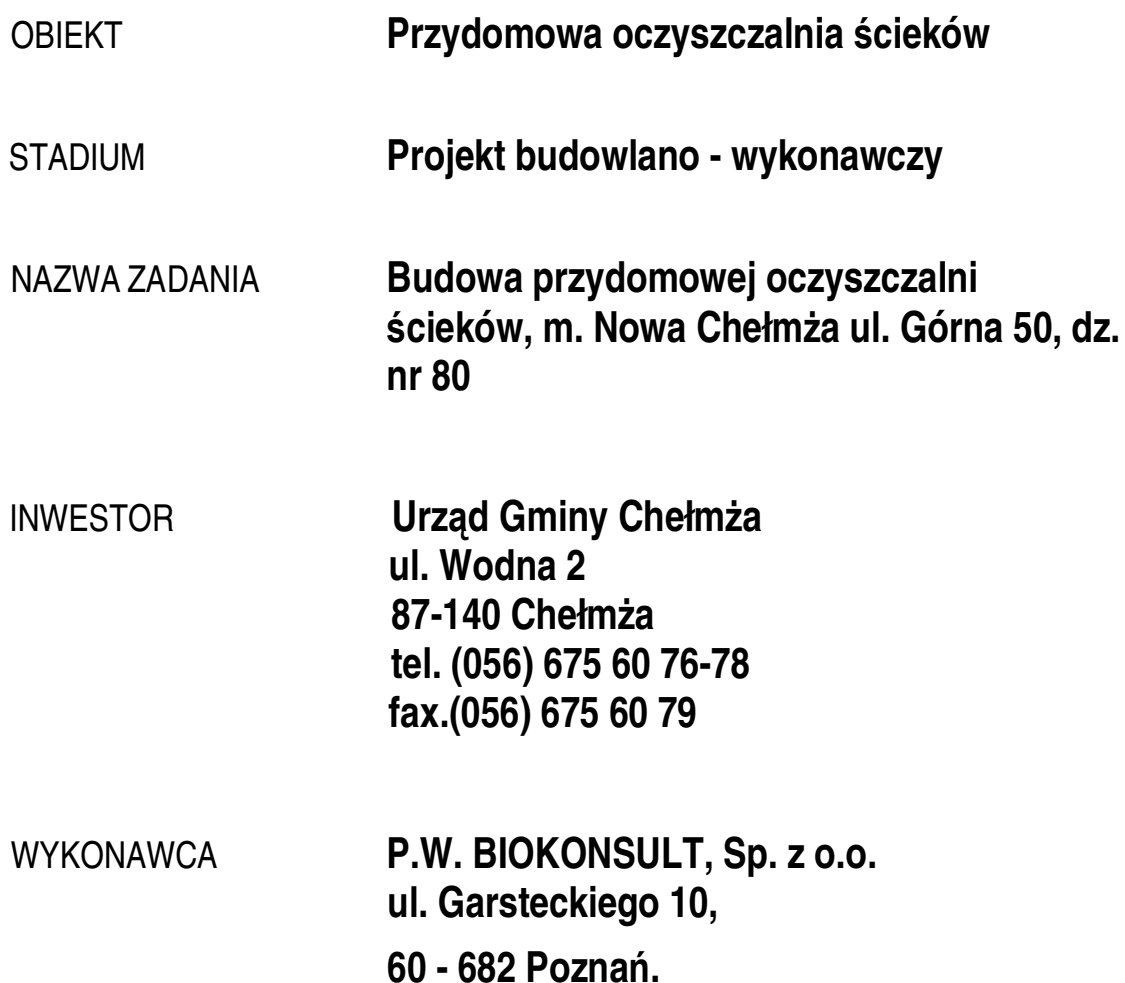 OBIEKT Przydomowa oczyszczalnia ścieków
STADIUM Projekt budowlano - wykonawczy
NAZWA ZADANIA Budowa przydomowej oczyszczalni
ścieków, m. Nowa Chełmża ul. Górna 50, dz.
nr 80
INWESTOR Urząd Gminy Chełmża
ul. Wodna 2
87-140 Chełmża
tel. (056) 675 60 76-78
fax.(056) 675 60 79
WYKONAWCA P.W. BIOKONSULT, Sp. z o.o.
ul. Garsteckiego 10,
60 - 682 Poznań.